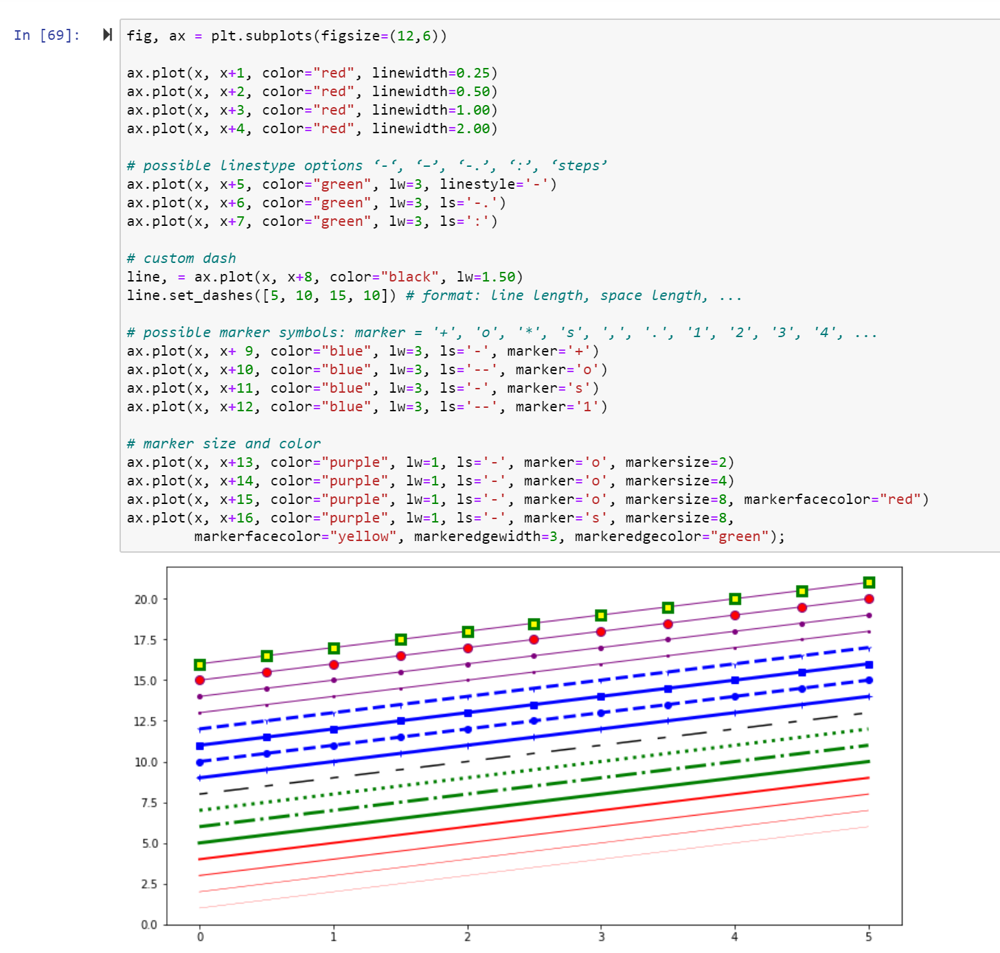 In [69]:
fig, ax = plt.subplots(figsize=(12,6))
ax.plot(x, x+1, color="red", linewidth=0.25)
ax.plot(x, x+2, color="red", linewidth=0.50)
ax.plot(x, x+3, color="red", linewidth=1.00)
ax.plot(x, x+4, color="red", linewidth=2.00)
# possible linestype options ‘-‘, ‘–’, ‘-.’, ‘:’, ‘steps’
ax.plot(x, x+5, color="green", lw=3, linestyle='-')
ax.plot(x, x+6, color="green", lw=3, ls='-.')
ax.plot(x, x+7, color="green", lw=3, ls=':')
# custom dash
line, = ax.plot(x, x+8, color="black", lw=1.50)
line.set_dashes([5, 10, 15, 10]) # format: line length, space length, ...
# possible marker symbols: marker = '+', 'o', '*', 's', ',', '.', '1', '2', '3', '4', ...
ax.plot(x, x+ 9, color="blue", lw=3, ls='-', marker='+')
ax.plot(x, x+10, color="blue", lw=3, ls='--', marker='o')
ax.plot(x, x+11, color="blue", lw=3, ls='-', marker='s')
ax.plot(x, x+12, color="blue", lw=3, ls='--', marker='1')
# marker size and color
ax.plot(x, x+13, color="purple", lw=1, ls='-', marker='o', markersize=2)
ax.plot(x, x+14, color="purple", lw=1, ls='-', marker='o', markersize=4)
ax.plot(x, x+15, color="purple", lw=1, ls='-', marker='o', markersize=8, markerfacecolor="red")
ax.plot(x, x+16, color="purple", lw=1, ls='-', marker='s', markersize=8,
markerfacecolor="yellow", markeredgewidth=3, markeredgecolor="green");
20.0
17.5
15.0
12.5
10.0
7.5
5.0
2.5
0.0
0 1 2 3 4 5